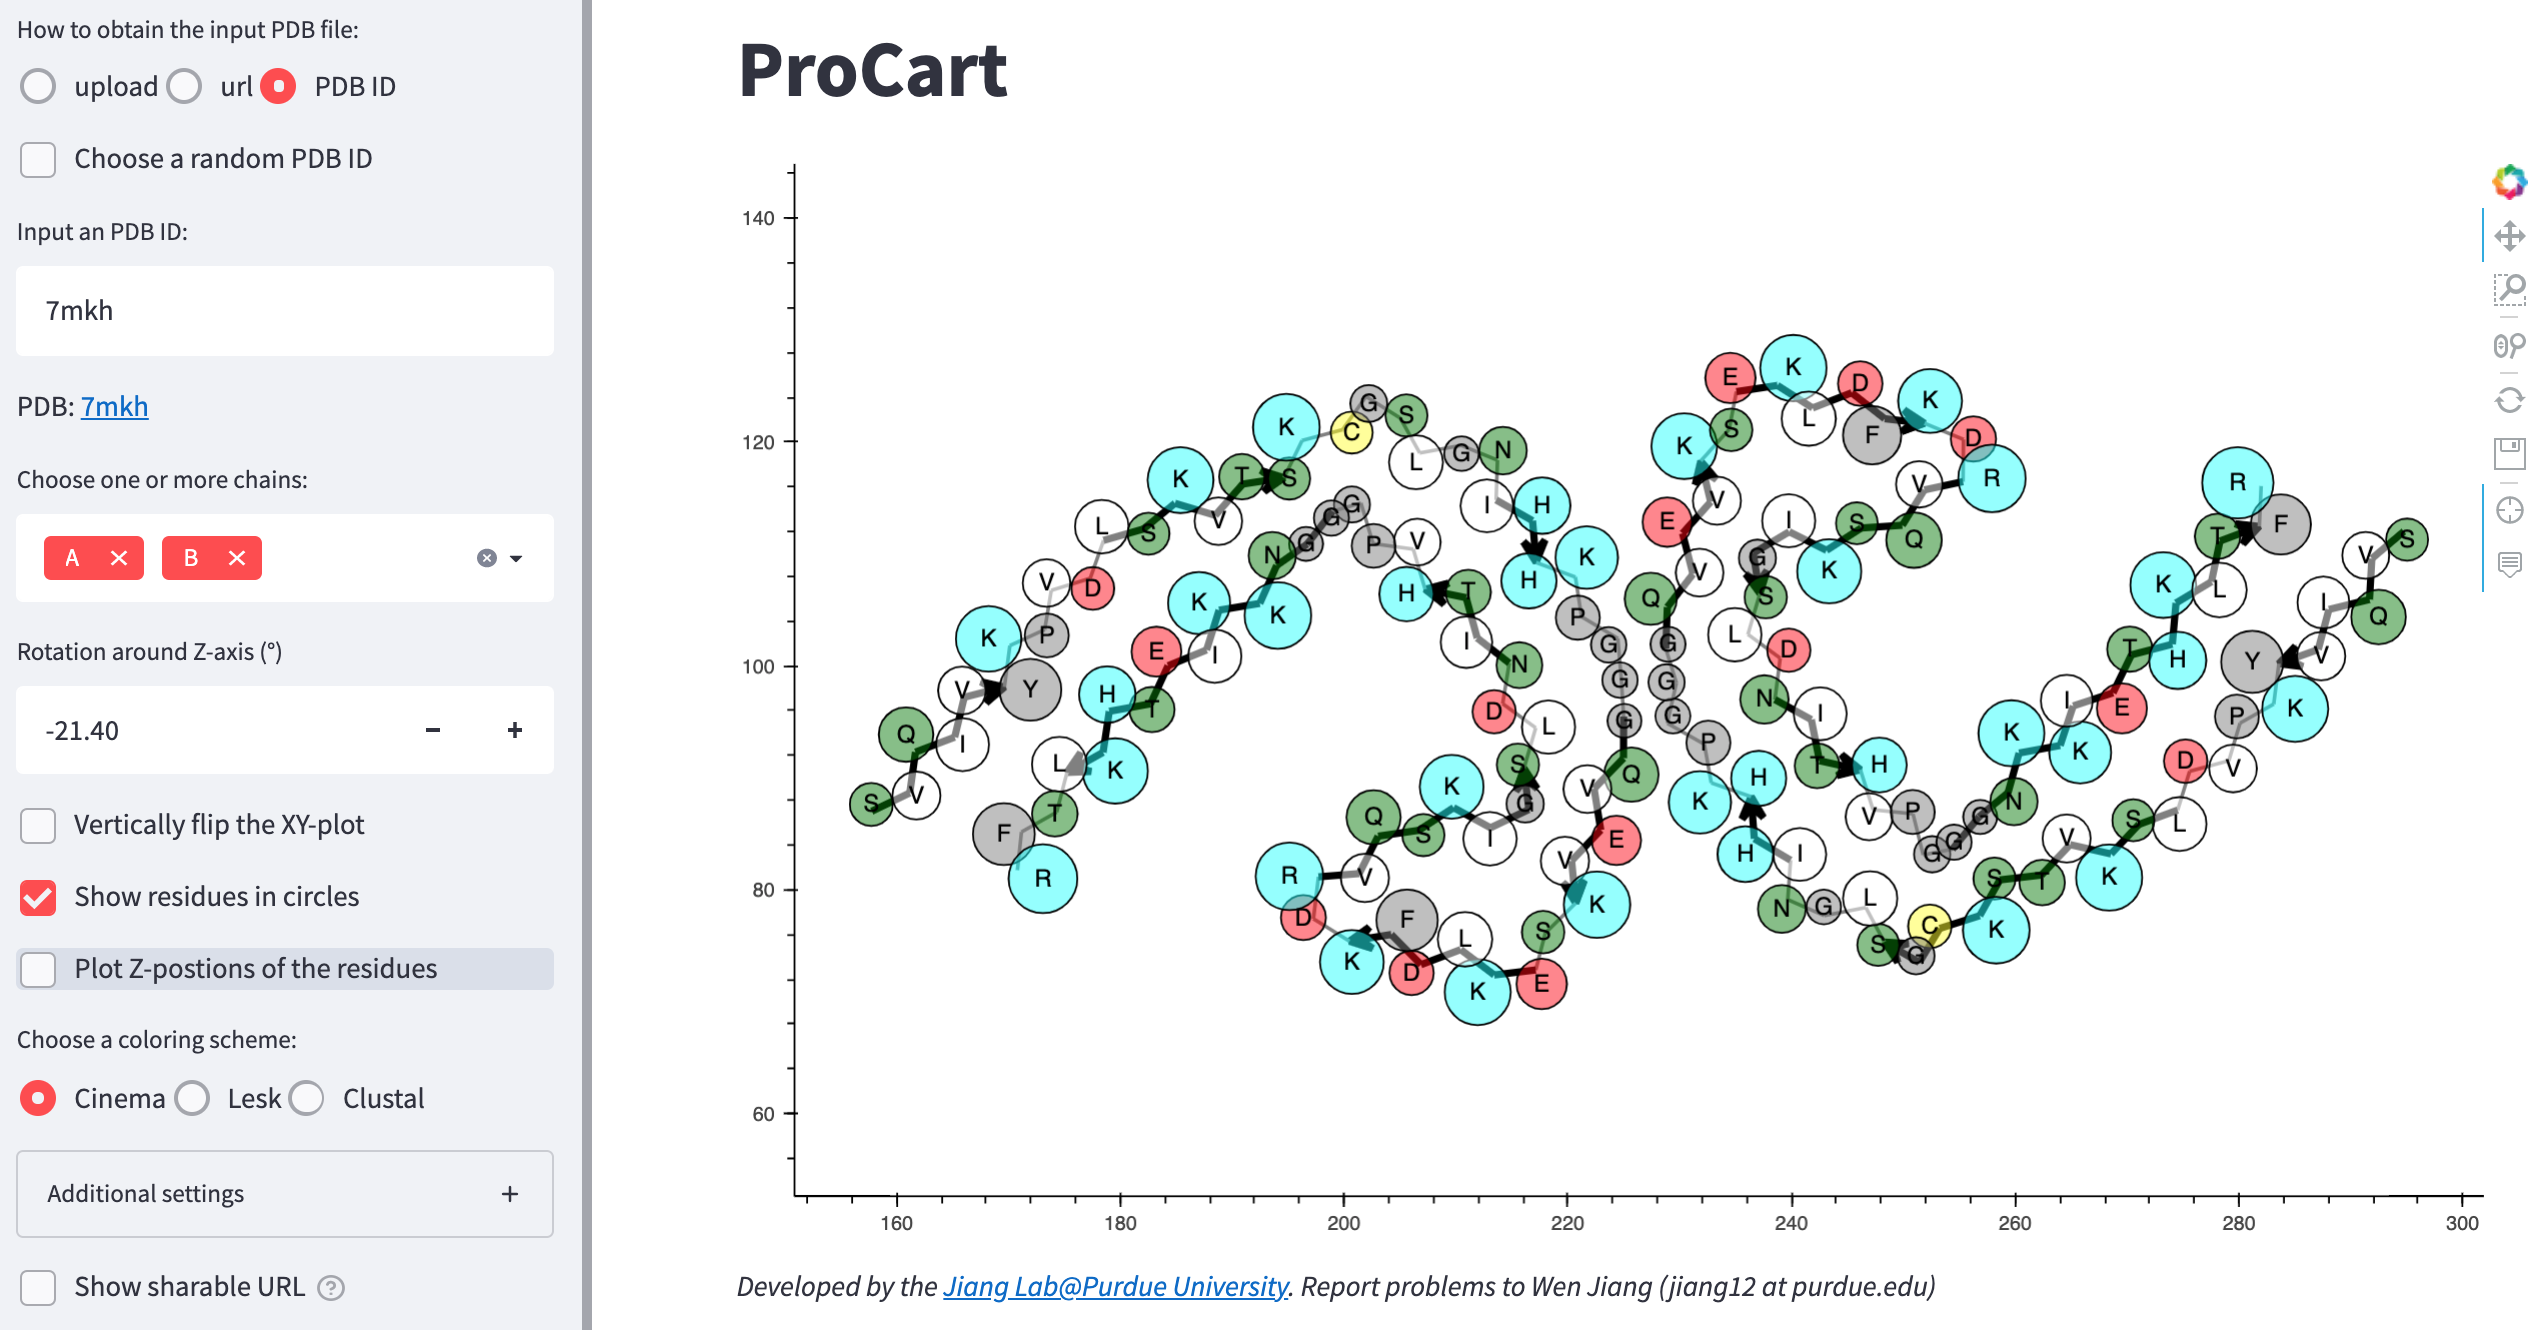 How to obtain the input PDB file:
upload url PDB ID
Choose a random PDB ID
Input an PDB ID:
7mkh
PDB: 7mkh
Choose one or more chains:
A × B ×
Rotation around Z-axis (°)
-21.40 − +
Vertically flip the XY-plot
Show residues in circles
Plot Z-postions of the residues
Choose a coloring scheme:
Cinema Lesk Clustal
Additional settings +
Show sharable URL ?
ProCart
140
120
100
80
60
S V Q I V Y K P V D L S K V T S K C G S L G N I H H K P G G G Q V E V K S E K L D F K D R V Q S K I G S L D N I T H V P G G G N K K I E T H K L T F R
S V Q I V Y K P V D L S K V T S K C G S L G N I H H K P G G G Q V E V K S E K L D F K D R V Q S K I G S L D N I T H V P G G G N K K I E T H K L T F R
160 180 200 220 240 260 280 300
Developed by the Jiang Lab@Purdue University. Report problems to Wen Jiang (jiang12 at purdue.edu)